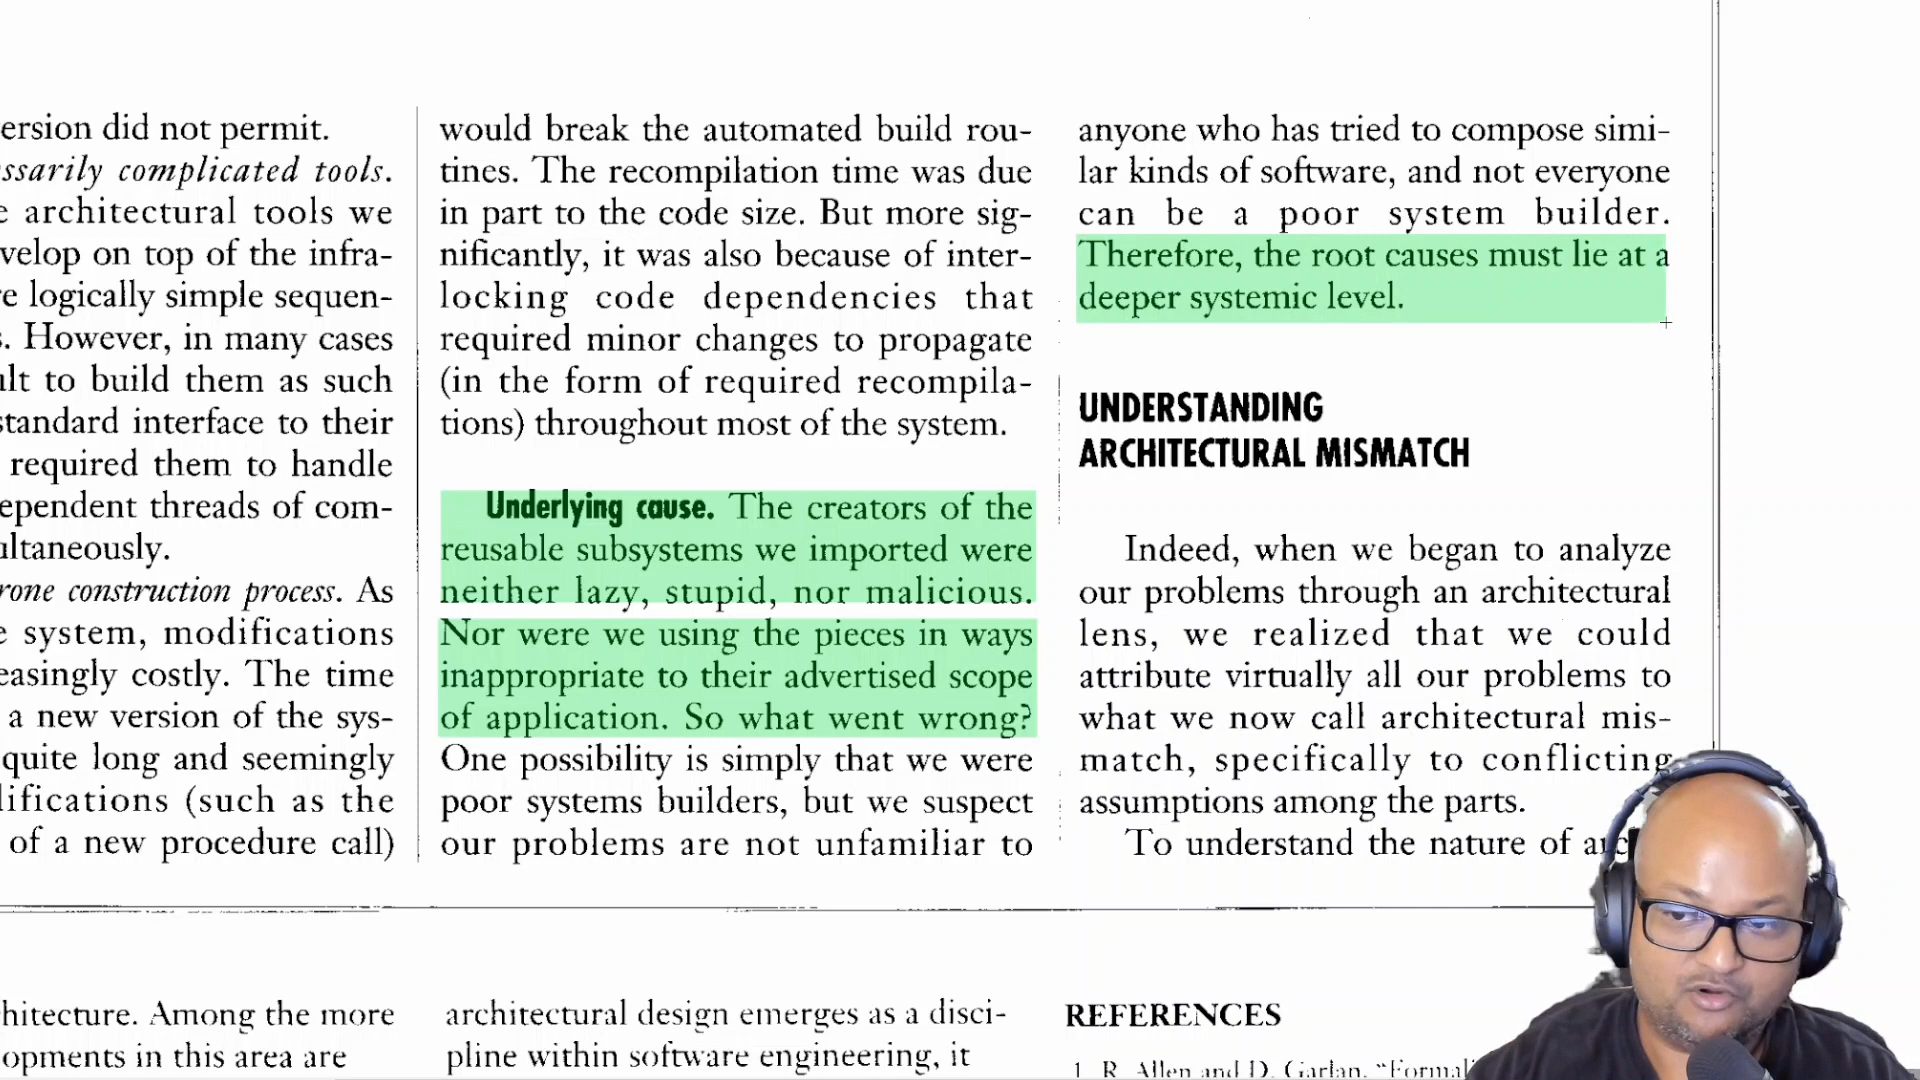 ersion did not permit.
ssarily complicated tools.
e architectural tools we
velop on top of the infra-
re logically simple sequen-
s. However, in many cases
ult to build them as such
standard interface to their
required them to handle
ependent threads of com-
ultaneously.
rone construction process. As
e system, modifications
easingly costly. The time
a new version of the sys-
quite long and seemingly
lifications (such as the
of a new procedure call)
would break the automated build rou-
tines. The recompilation time was due
in part to the code size. But more sig-
nificantly, it was also because of inter-
locking code dependencies that
required minor changes to propagate
(in the form of required recompila-
tions) throughout most of the system.
Underlying cause. The creators of the
reusable subsystems we imported were
neither lazy, stupid, nor malicious.
Nor were we using the pieces in ways
inappropriate to their advertised scope
of application. So what went wrong?
One possibility is simply that we were
poor systems builders, but we suspect
our problems are not unfamiliar to
anyone who has tried to compose simi-
lar kinds of software, and not everyone
can be a poor system builder.
Therefore, the root causes must lie at a
deeper systemic level.
UNDERSTANDING
ARCHITECTURAL MISMATCH
Indeed, when we began to analyze
our problems through an architectural
lens, we realized that we could
attribute virtually all our problems to
what we now call architectural mis-
match, specifically to conflicting
assumptions among the parts.
To understand the nature of arc
hitecture. Among the more
opments in this area are
architectural design emerges as a disci-
pline within software engineering, it
REFERENCES
1. R. Allen and D. Garlan, "Formal